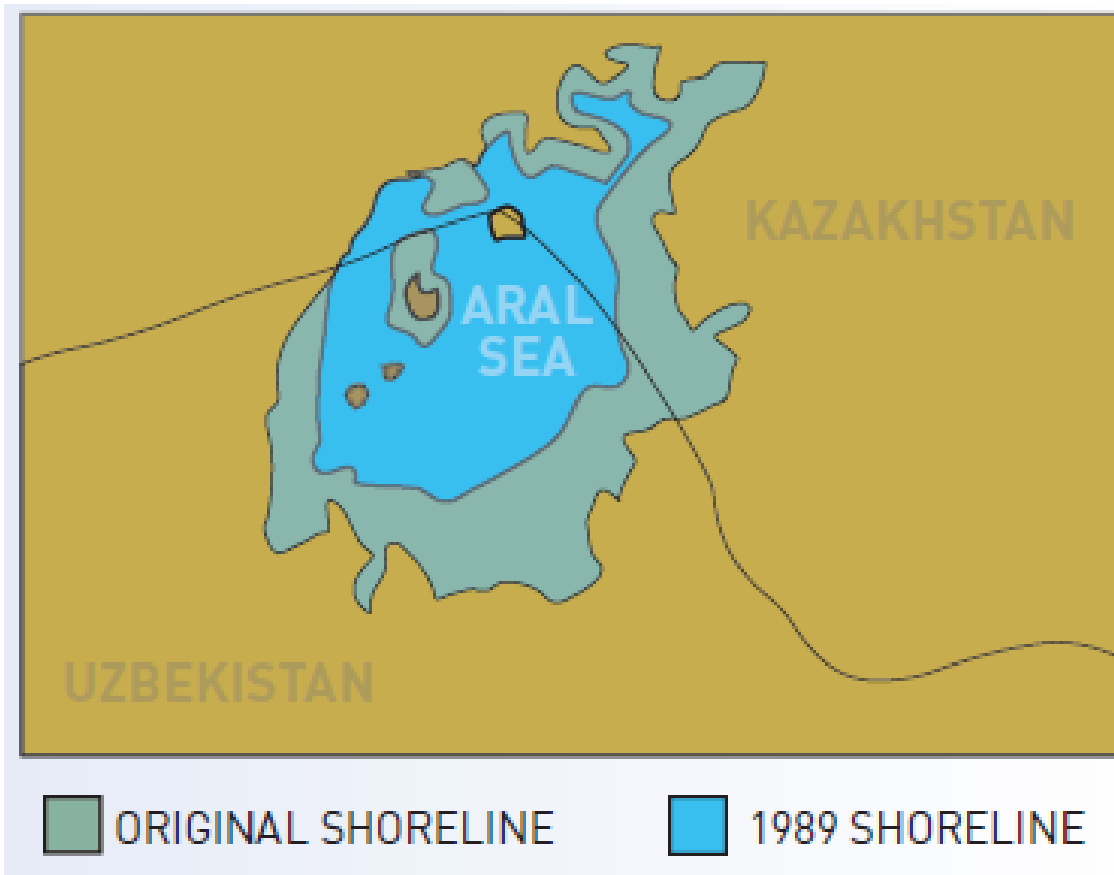 KAZAKHSTAN
ARAL
SEA
UZBEKISTAN
ORIGINAL SHORELINE
1989 SHORELINE